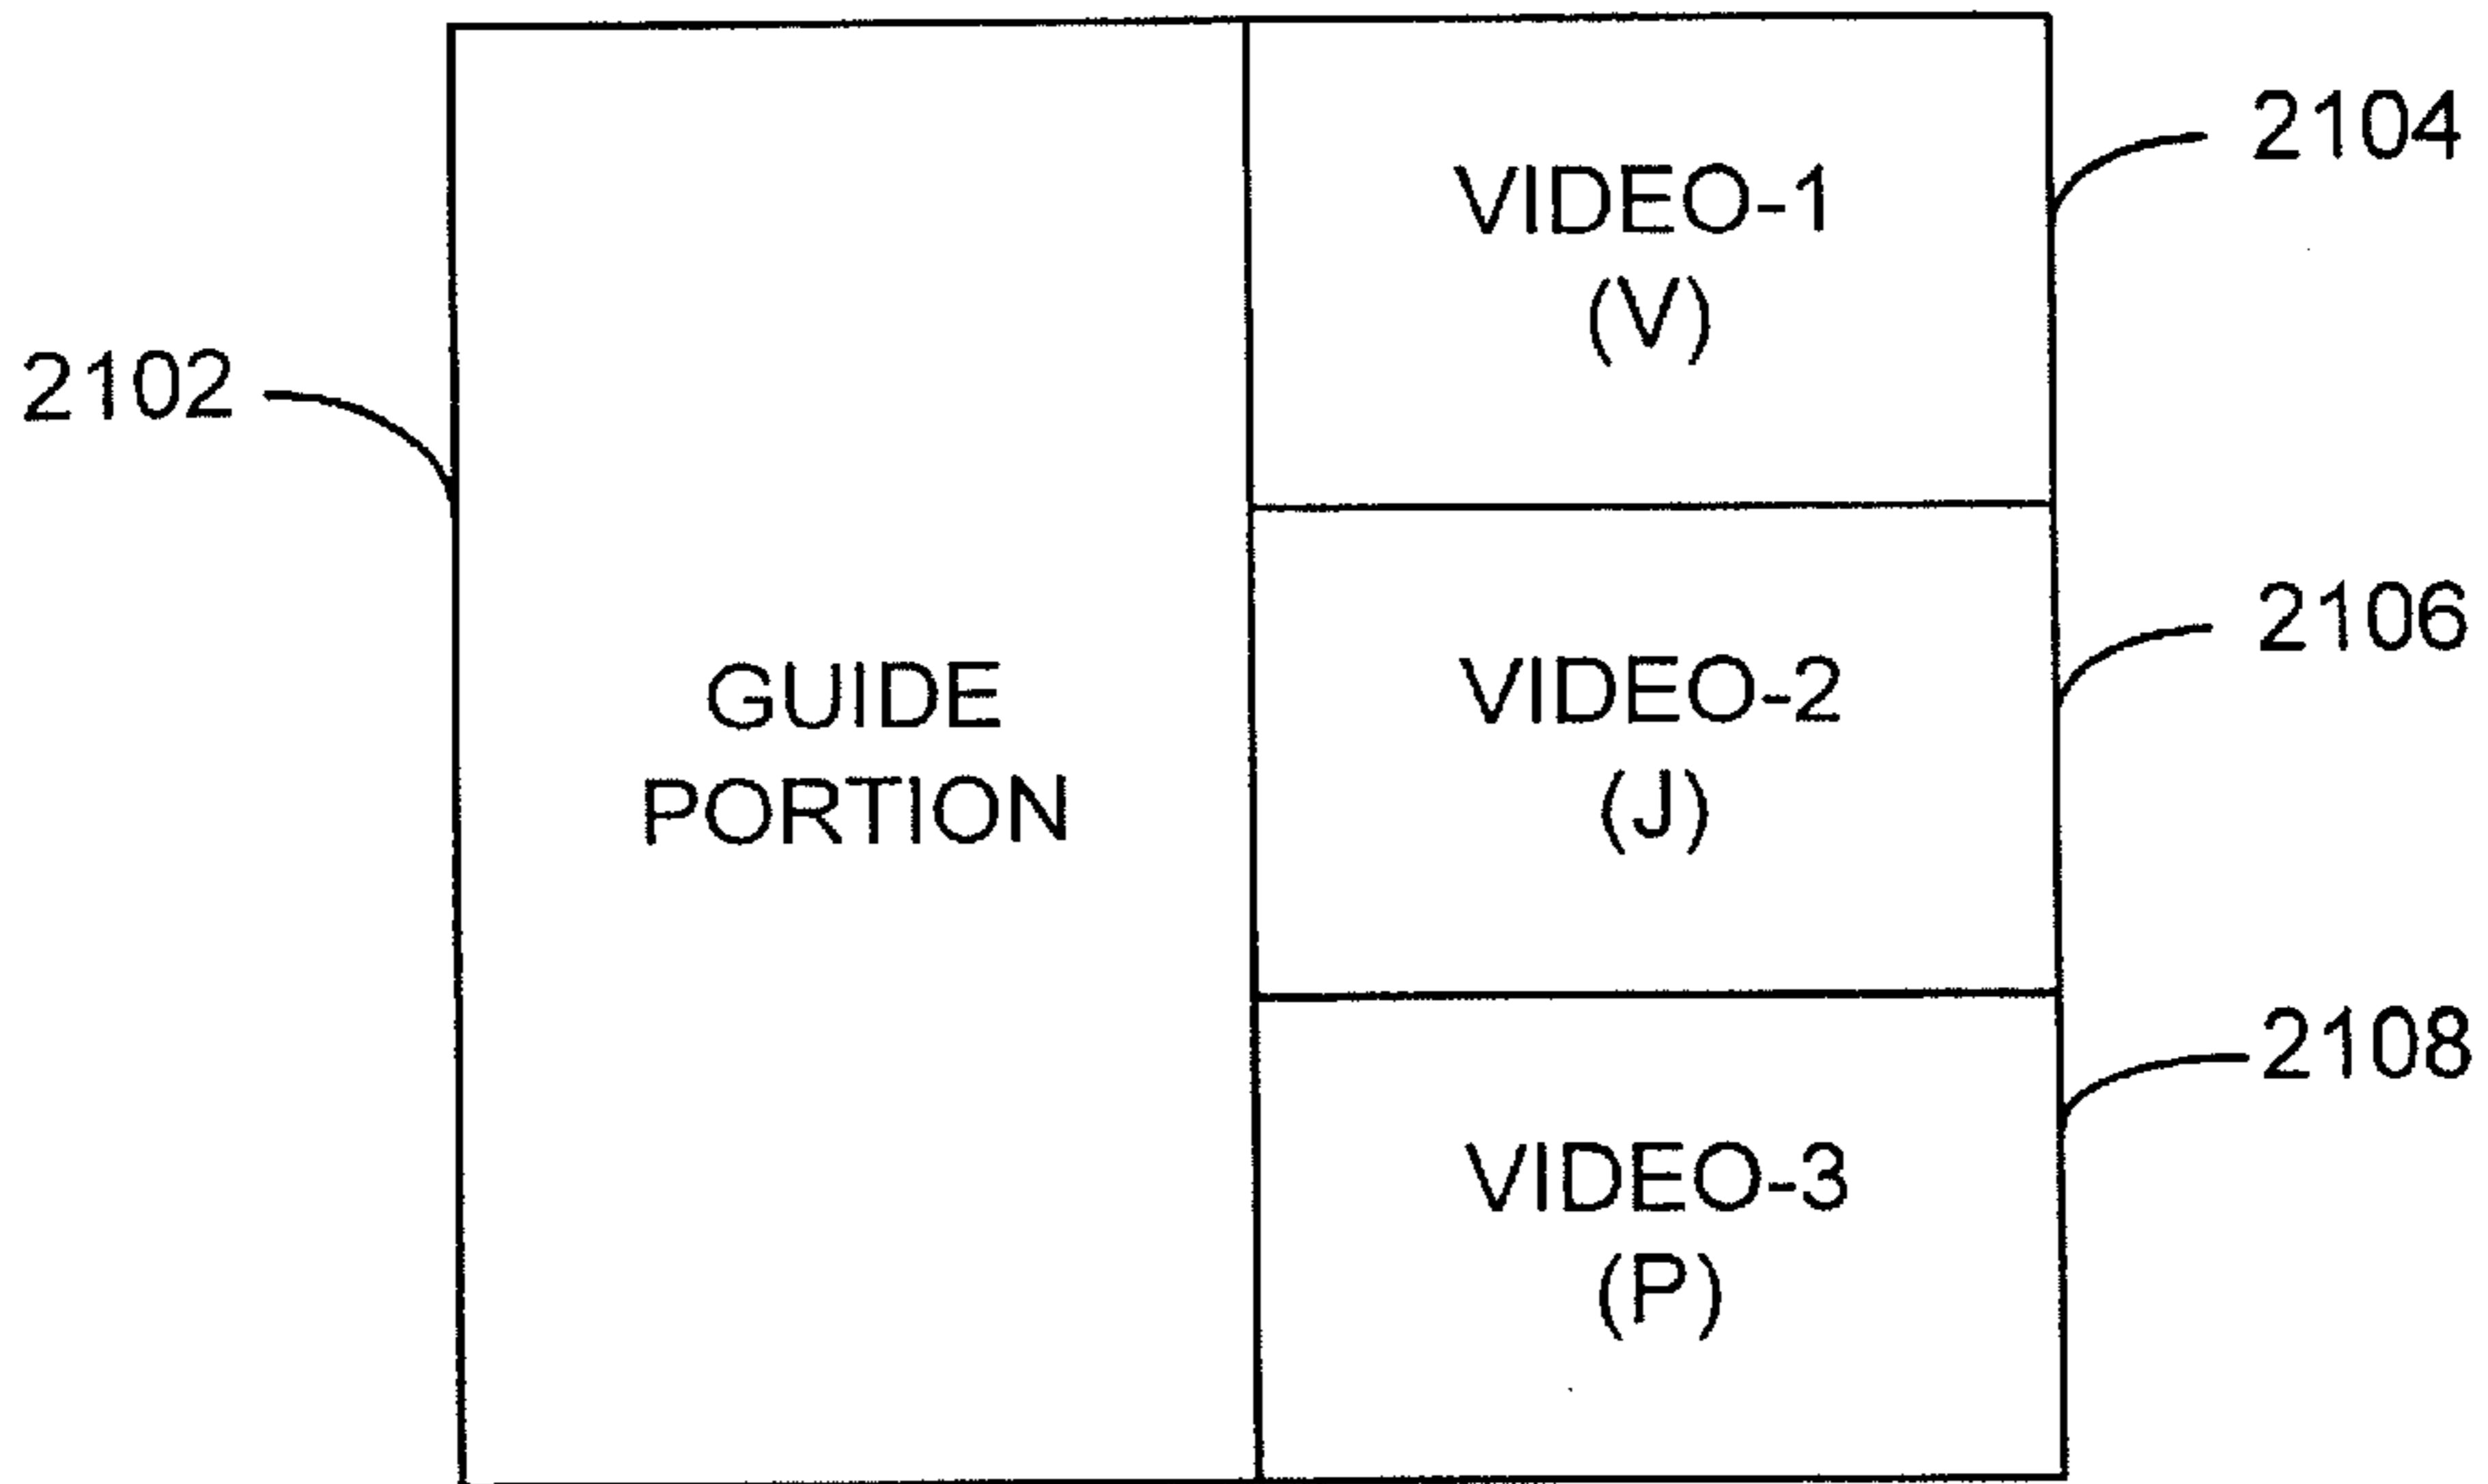 2102
GUIDE
PORTION
VIDEO-1
(V)
2104
VIDEO-2
(J)
2106
VIDEO-3
(P)
2108